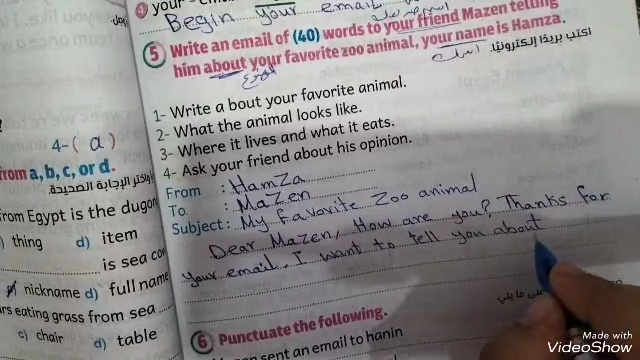 your
Begin your email
5 Write an email of (40) words to your friend Mazen telling
him about your favorite zoo animal, your name is Hamza.
اكتب بريدًا إلكترونيًا.
1- Write a bout your favorite animal.
2- What the animal looks like.
3- Where it lives and what it eats.
4- Ask your friend about his opinion.
From : HamZa
To : MaZen
Subject: My Favorite Zoo animal
Dear Mazen, How are you? Thanks for
your email. I want to tell you about
6 Punctuate the following.
sent an email to hanin
4- ( a )
from a, b, c, or d.
اختر الإجابة الصحيحة
from Egypt is the dugon
thing d) item
is sea co
nickname d) full name
rs eating grass from sea
c) chair d) table
Made with
VideoShow